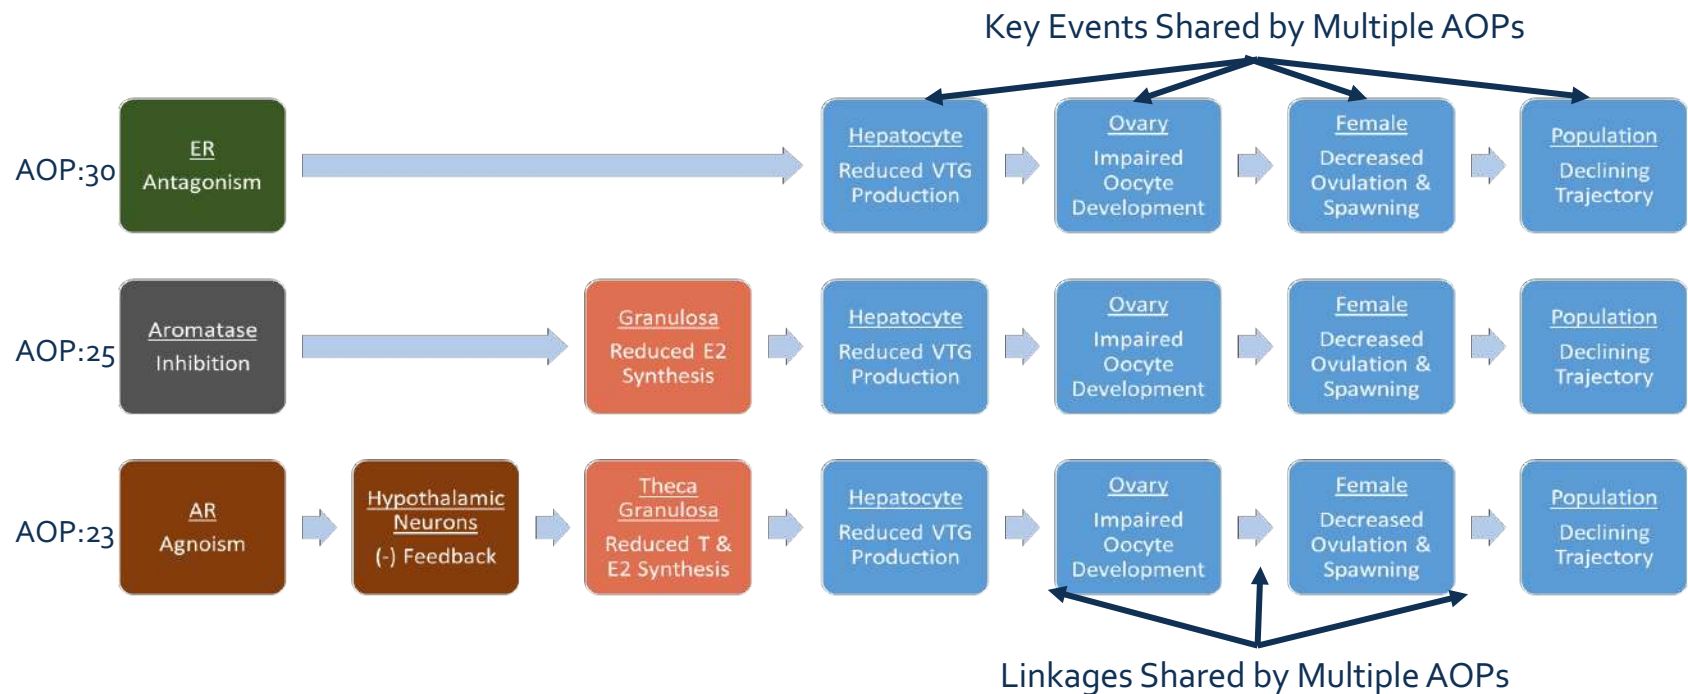 Key Events Shared by Multiple AOPs
AOP:30
ER
Antagonism
Hepatocyte
Reduced VTG
Production
Ovary
Impaired
Oocyte
Development
Female
Decreased
Ovulation &
Spawning
Population
Declining
Trajectory
AOP:25
Aromatase
Inhibition
Granulosa
Reduced E2
Synthesis
Hepatocyte
Reduced VTG
Production
Ovary
Impaired
Oocyte
Development
Female
Decreased
Ovulation &
Spawning
Population
Declining
Trajectory
AOP:23
AR
Agnoism
Hypothalamic
Neurons
(-) Feedback
Theca
Granulosa
Reduced T &
E2 Synthesis
Hepatocyte
Reduced VTG
Production
Ovary
Impaired
Oocyte
Development
Female
Decreased
Ovulation &
Spawning
Population
Declining
Trajectory
Linkages Shared by Multiple AOPs